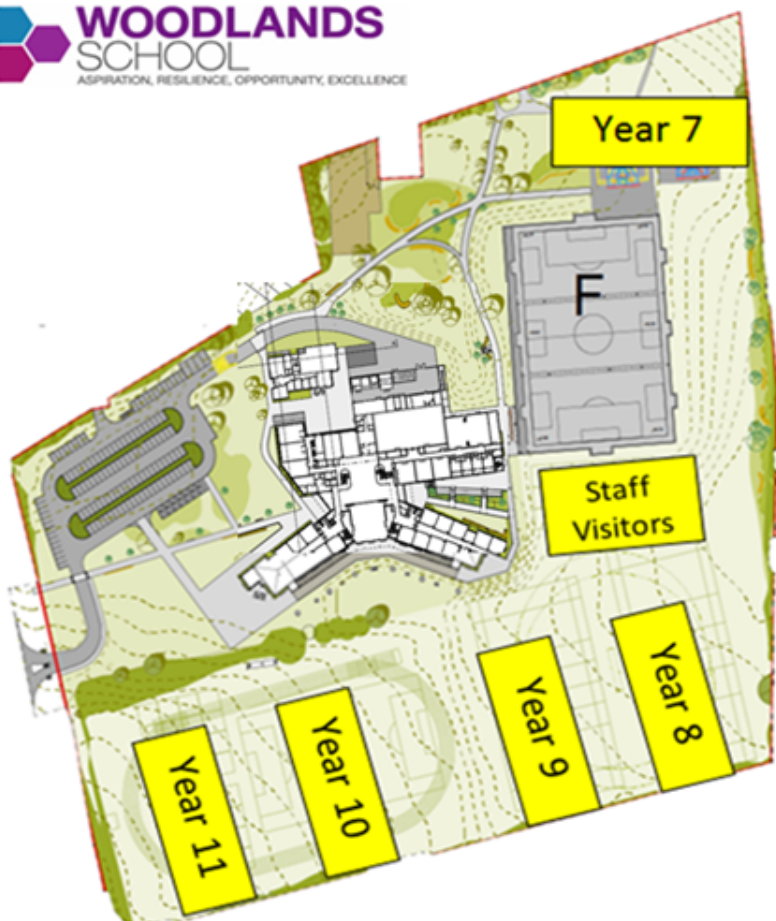 WOODLANDS
SCHOOL
ASPIRATION, RESILIENCE, OPPORTUNITY, EXCELLENCE
Year 7
F
Staff
Visitors
Year 8
Year 9
Year 10
Year 11